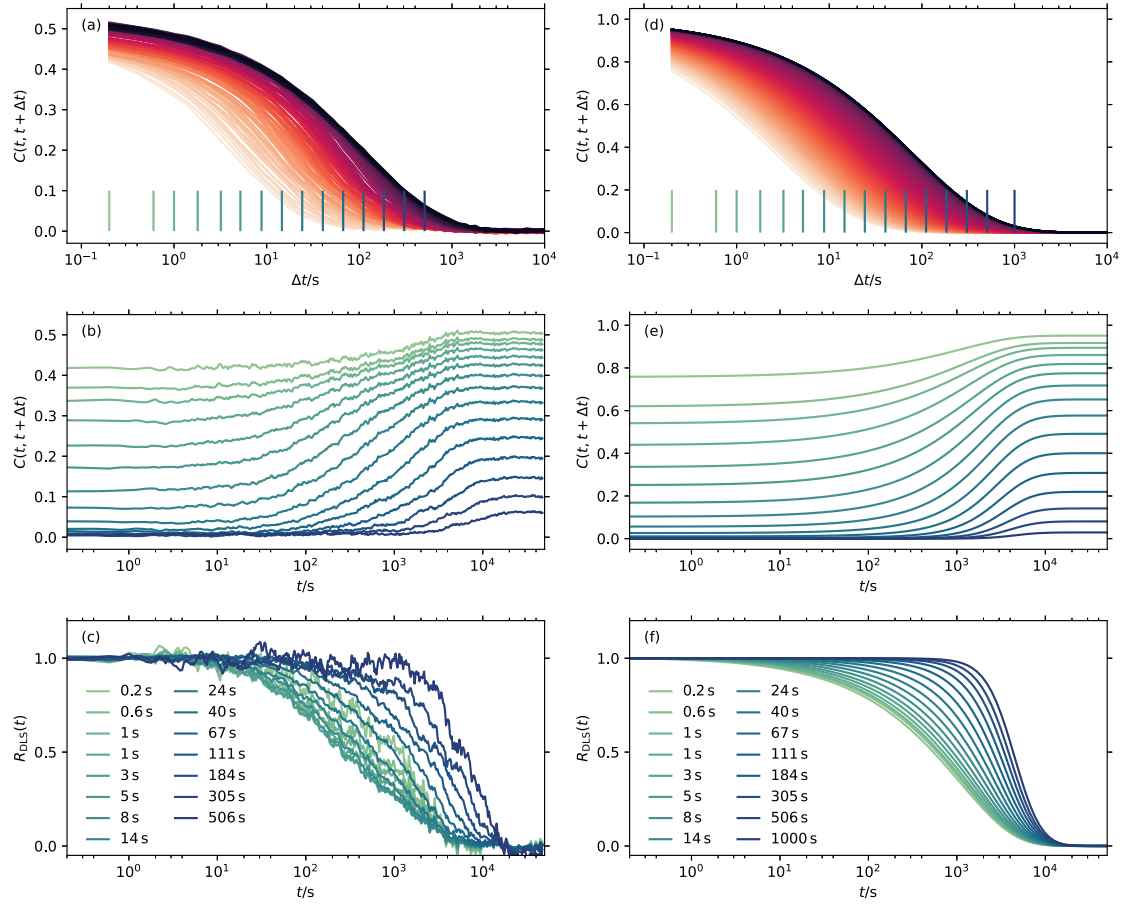 (a)
C(t, t + Δt)
0.5
0.4
0.3
0.2
0.1
0.0
10⁻¹ 10⁰ 10¹ 10² 10³ 10⁴
Δt/s
(d)
C(t, t + Δt)
1.0
0.8
0.6
0.4
0.2
0.0
10⁻¹ 10⁰ 10¹ 10² 10³ 10⁴
Δt/s
(b)
C(t, t + Δt)
0.5
0.4
0.3
0.2
0.1
0.0
10⁰ 10¹ 10² 10³ 10⁴
t/s
(e)
C(t, t + Δt)
1.0
0.8
0.6
0.4
0.2
0.0
10⁰ 10¹ 10² 10³ 10⁴
t/s
(c)
R_DLS(t)
1.0
0.5
0.0
0.2 s
0.6 s
1 s
1 s
3 s
5 s
8 s
14 s
24 s
40 s
67 s
111 s
184 s
305 s
506 s
10⁰ 10¹ 10² 10³ 10⁴
t/s
(f)
R_DLS(t)
1.0
0.5
0.0
0.2 s
0.6 s
1 s
1 s
3 s
5 s
8 s
14 s
24 s
40 s
67 s
111 s
184 s
305 s
506 s
1000 s
10⁰ 10¹ 10² 10³ 10⁴
t/s